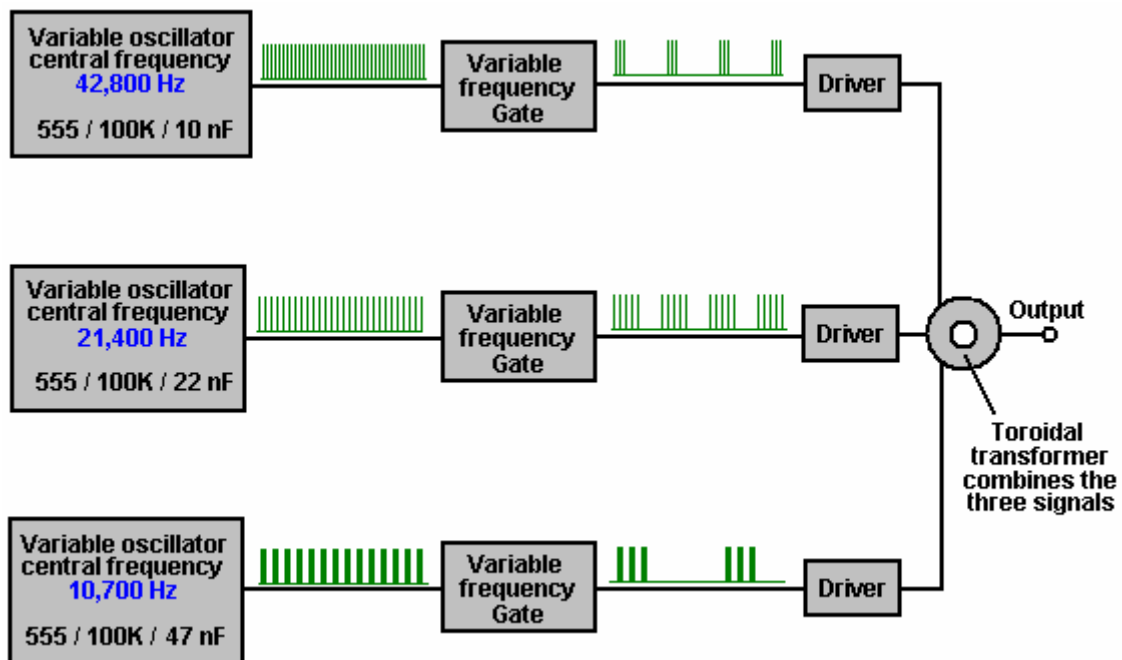 Variable oscillator
central frequency
42,800 Hz
555 / 100K / 10 nF
Variable
frequency
Gate
Driver
Variable oscillator
central frequency
21,400 Hz
555 / 100K / 22 nF
Variable
frequency
Gate
Driver
Output
Toroidal
transformer
combines the
three signals
Variable oscillator
central frequency
10,700 Hz
555 / 100K / 47 nF
Variable
frequency
Gate
Driver